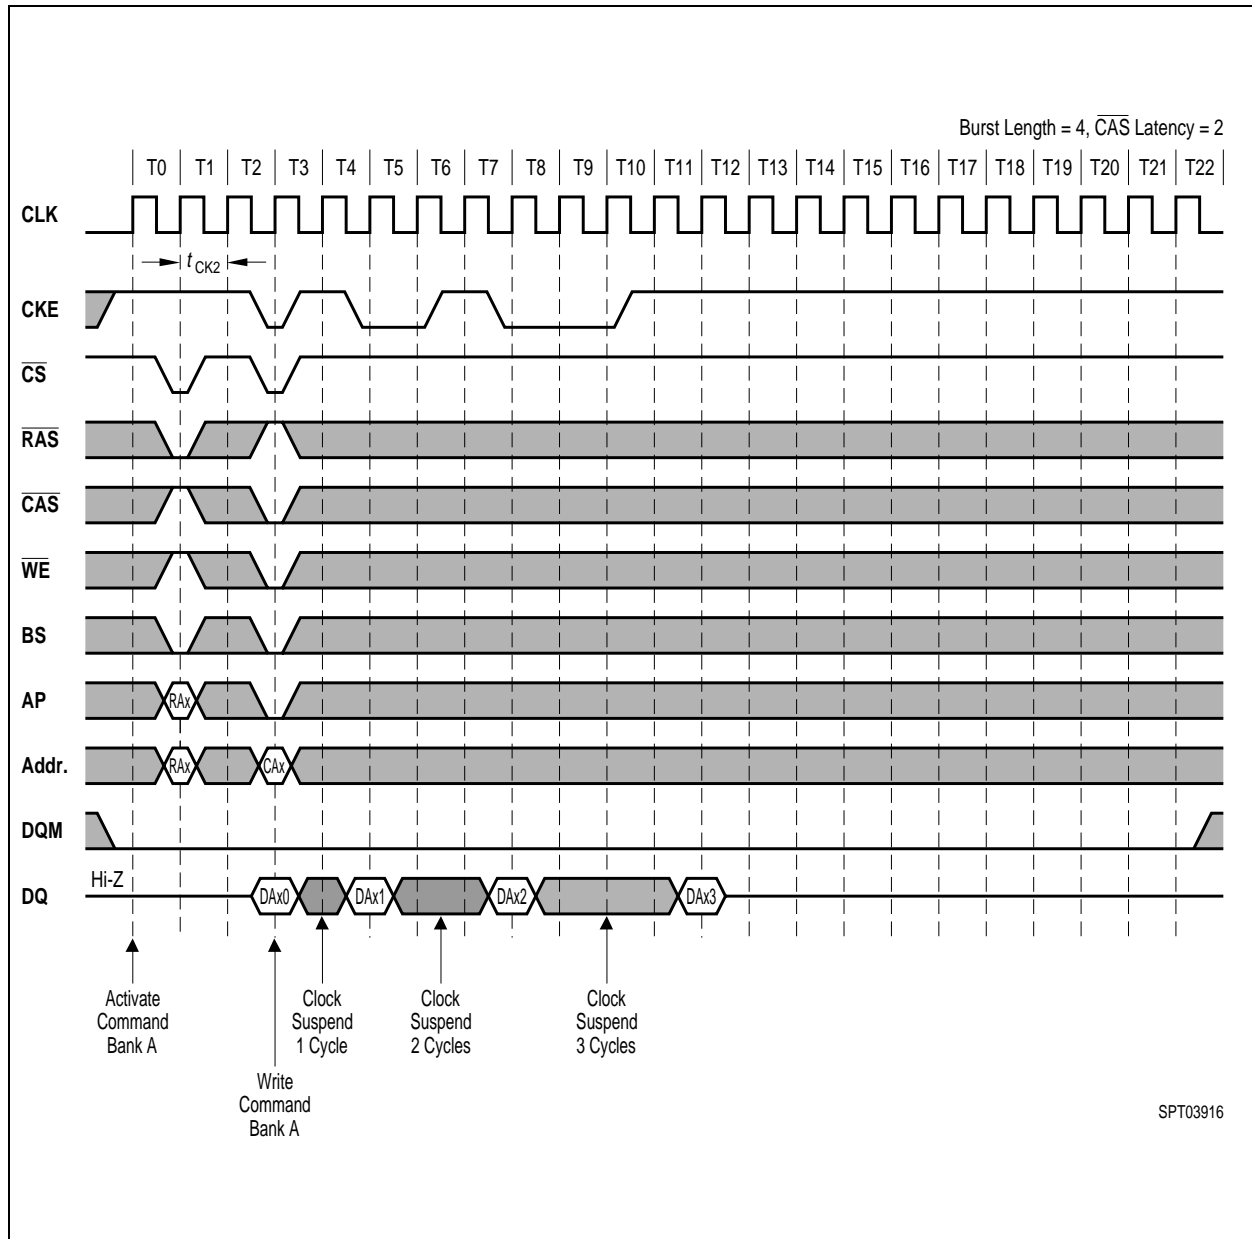 Burst Length = 4, CAS Latency = 2
T0 T1 T2 T3 T4 T5 T6 T7 T8 T9 T10 T11 T12 T13 T14 T15 T16 T17 T18 T19 T20 T21 T22
CLK
t CK2
CKE
CS
RAS
CAS
WE
BS
AP RAx
Addr. RAx CAx
DQM
DQ Hi-Z DAx0 DAx1 DAx2 DAx3
Activate
Command
Bank A
Write
Command
Bank A
Clock
Suspend
1 Cycle
Clock
Suspend
2 Cycles
Clock
Suspend
3 Cycles
SPT03916